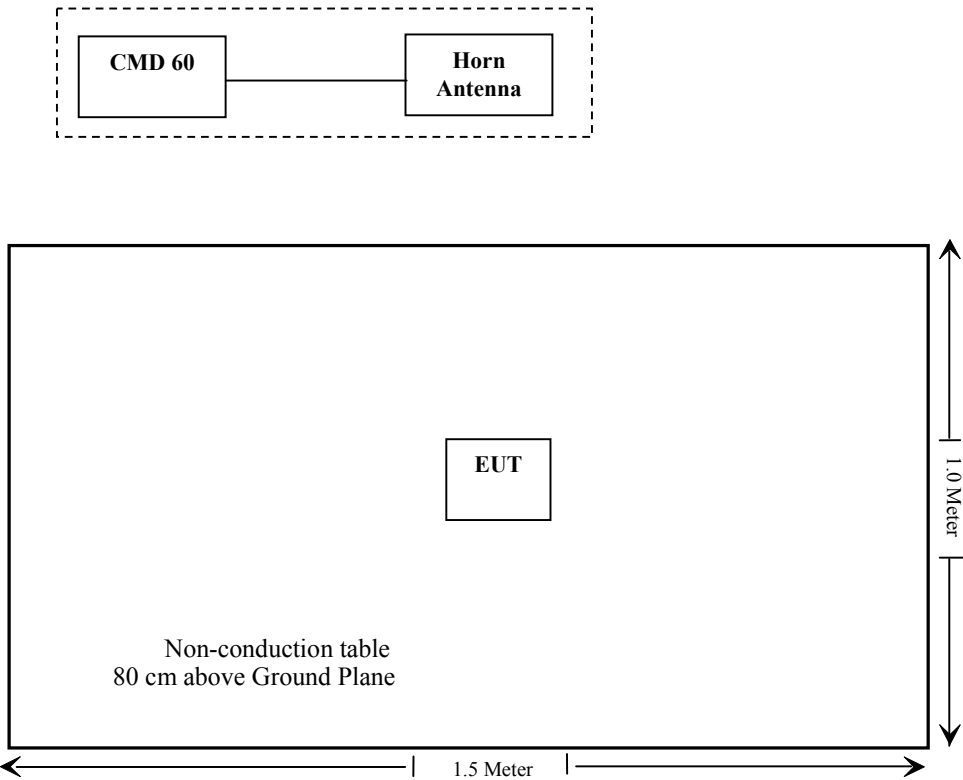 CMD 60
Horn
Antenna
EUT
1.0 Meter
Non-conduction table
80 cm above Ground Plane
1.5 Meter